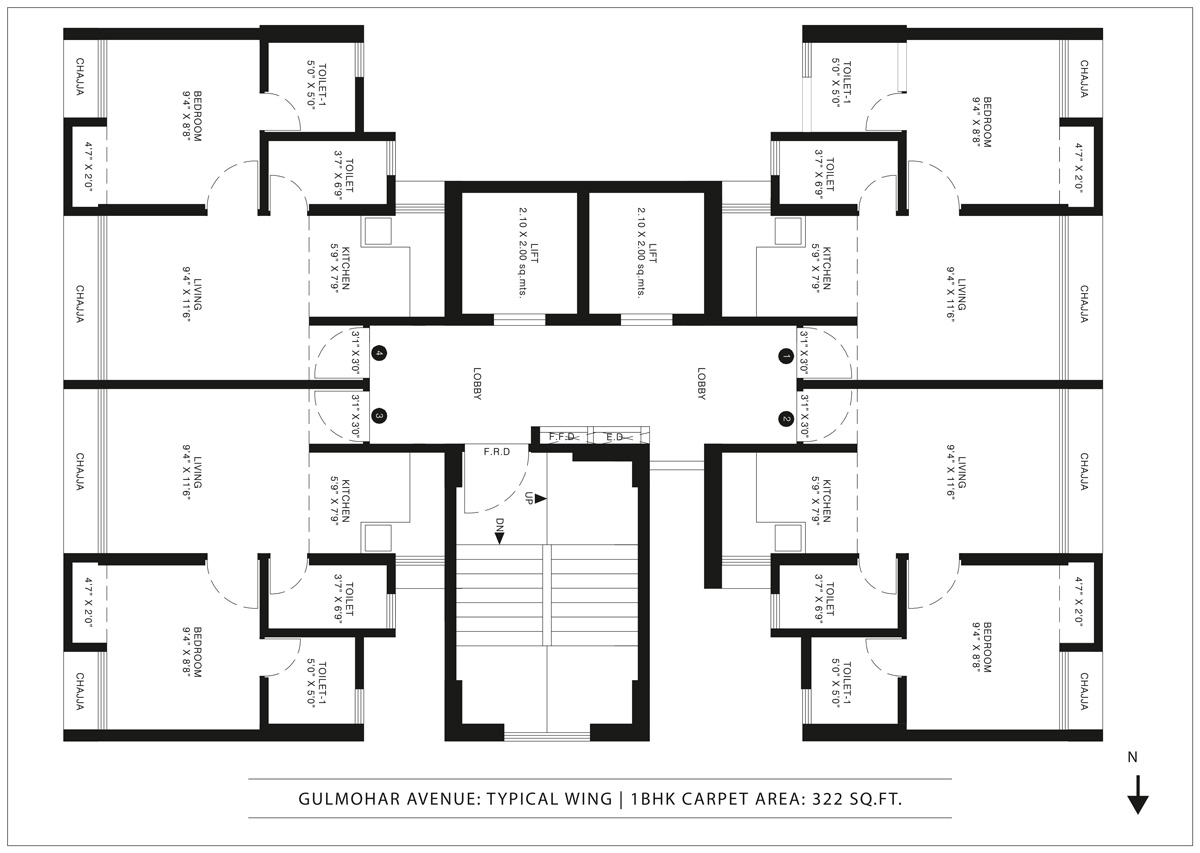 CHAJJA
BEDROOM
9'4" X 8'8"
TOILET-1
5'0" X 5'0"
4'7" X 2'0"
TOILET
3'7" X 6'9"
TOILET-1
5'0" X 5'0"
BEDROOM
9'4" X 8'8"
CHAJJA
TOILET
3'7" X 6'9"
4'7" X 2'0"
CHAJJA
LIVING
9'4" X 11'6"
KITCHEN
5'9" X 7'9"
LIFT
2.10 X 2.00 sq.mts.
LIFT
2.10 X 2.00 sq.mts.
KITCHEN
5'9" X 7'9"
LIVING
9'4" X 11'6"
CHAJJA
3'1" X 3'0"
4
LOBBY
LOBBY
1
3'1" X 3'0"
3'1" X 3'0"
3
2
3'1" X 3'0"
F.F.D
E.D
F.R.D
CHAJJA
LIVING
9'4" X 11'6"
KITCHEN
5'9" X 7'9"
UP
DN
KITCHEN
5'9" X 7'9"
LIVING
9'4" X 11'6"
CHAJJA
4'7" X 2'0"
TOILET
3'7" X 6'9"
TOILET
3'7" X 6'9"
4'7" X 2'0"
CHAJJA
BEDROOM
9'4" X 8'8"
TOILET-1
5'0" X 5'0"
TOILET-1
5'0" X 5'0"
BEDROOM
9'4" X 8'8"
CHAJJA
N
GULMOHAR AVENUE: TYPICAL WING | 1BHK CARPET AREA: 322 SQ.FT.